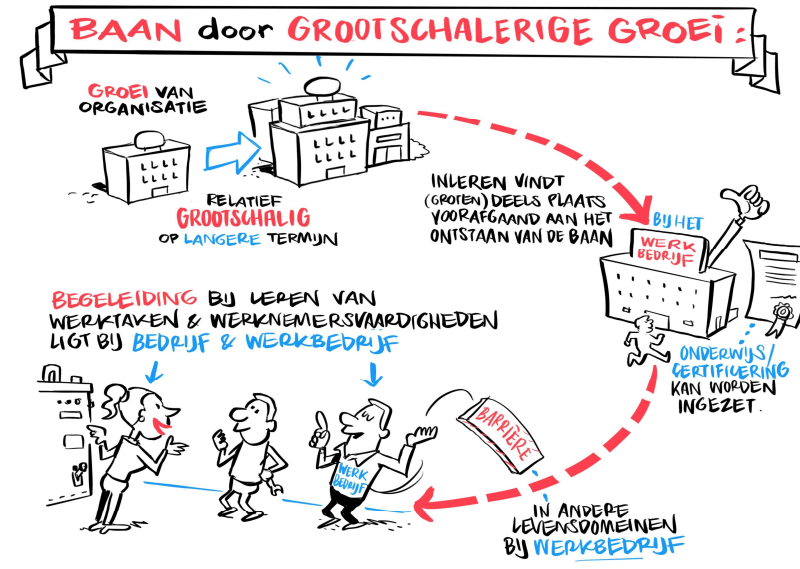 BAAN door GROOTSCHALERIGE GROEI:
GROEI VAN
ORGANISATIE
RELATIEF
GROOTSCHALIG
OP LANGERE TERMIJN
INLEREN VINDT
(GROTEN)DEELS PLAATS
VOORAFGAAND AAN HET
ONTSTAAN VAN DE BAAN
BIJ HET
WERK
BEDRIJF
ONDERWIJS/
CERTIFICERING
KAN WORDEN
INGEZET.
BEGELEIDING BIJ LEREN VAN
WERKTAKEN & WERKNEMERSVAARDIGHEDEN
LIGT BIJ BEDRIJF & WERKBEDRIJF
BARRIÈRE
WERK
BEDRIJF
IN ANDERE
LEVENSDOMEINEN
BIJ WERKBEDRIJF